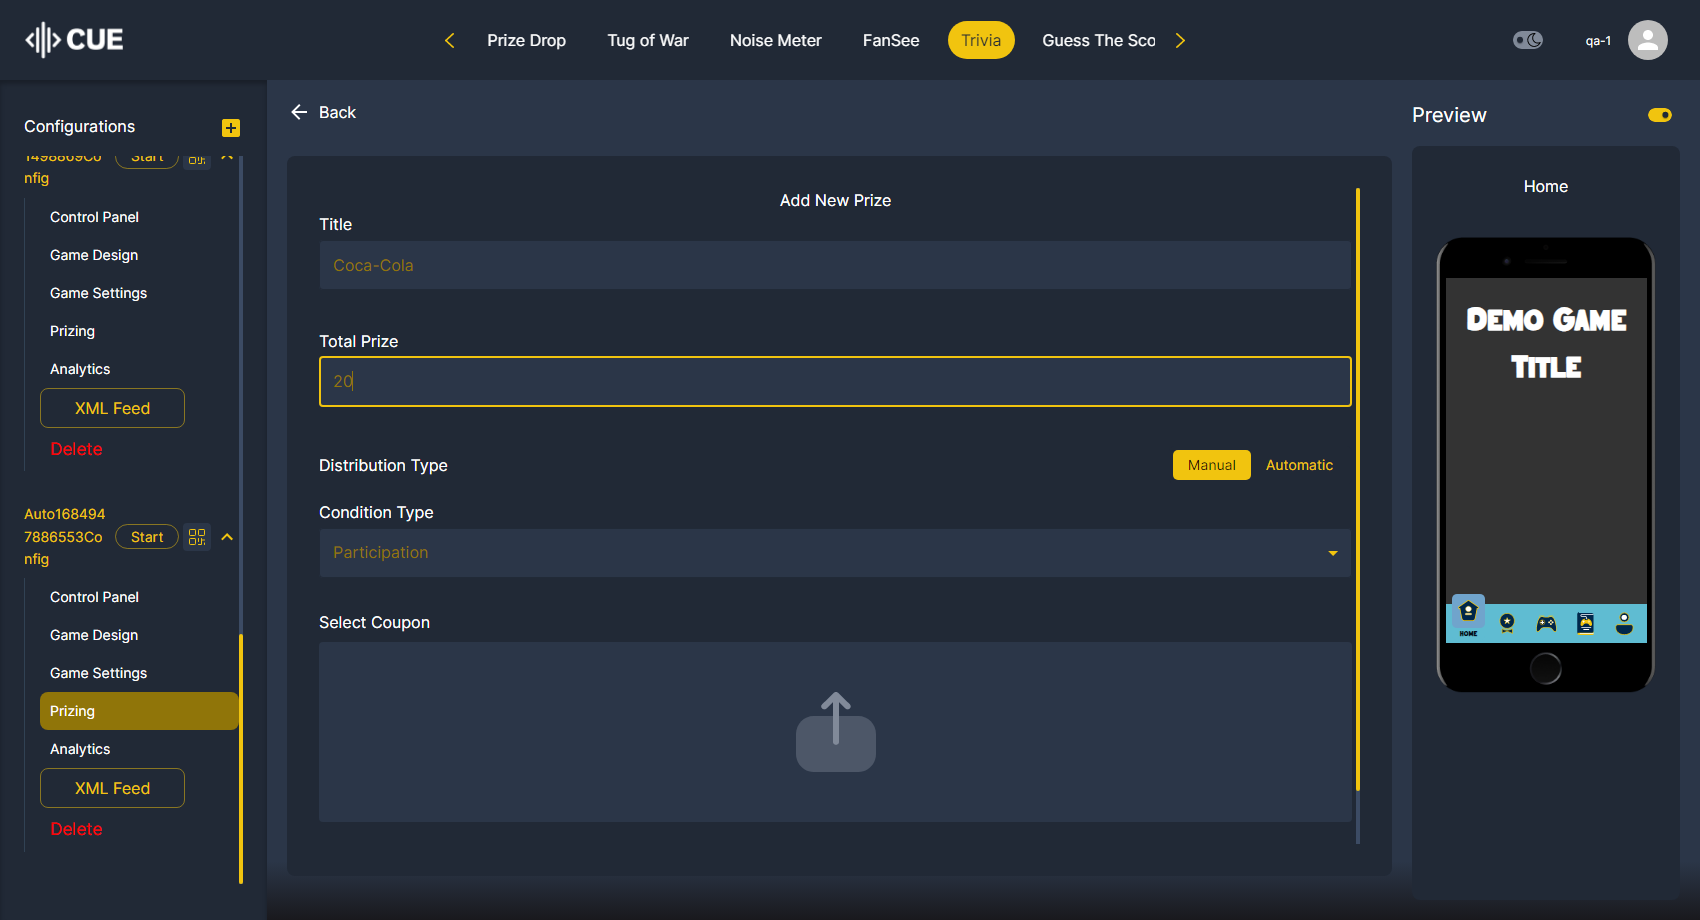 CUE
Prize Drop
Tug of War
Noise Meter
FanSee
Trivia
Guess The Sco
qa-1
Configurations
1498869Co
nfig
Start
Control Panel
Game Design
Game Settings
Prizing
Analytics
XML Feed
Delete
Auto168494
7886553Co
nfig
Start
Control Panel
Game Design
Game Settings
Prizing
Analytics
XML Feed
Delete
Back
Add New Prize
Title
Coca-Cola
Total Prize
20
Distribution Type
Manual
Automatic
Condition Type
Participation
Select Coupon
Preview
Home
Demo Game
Title
HOME